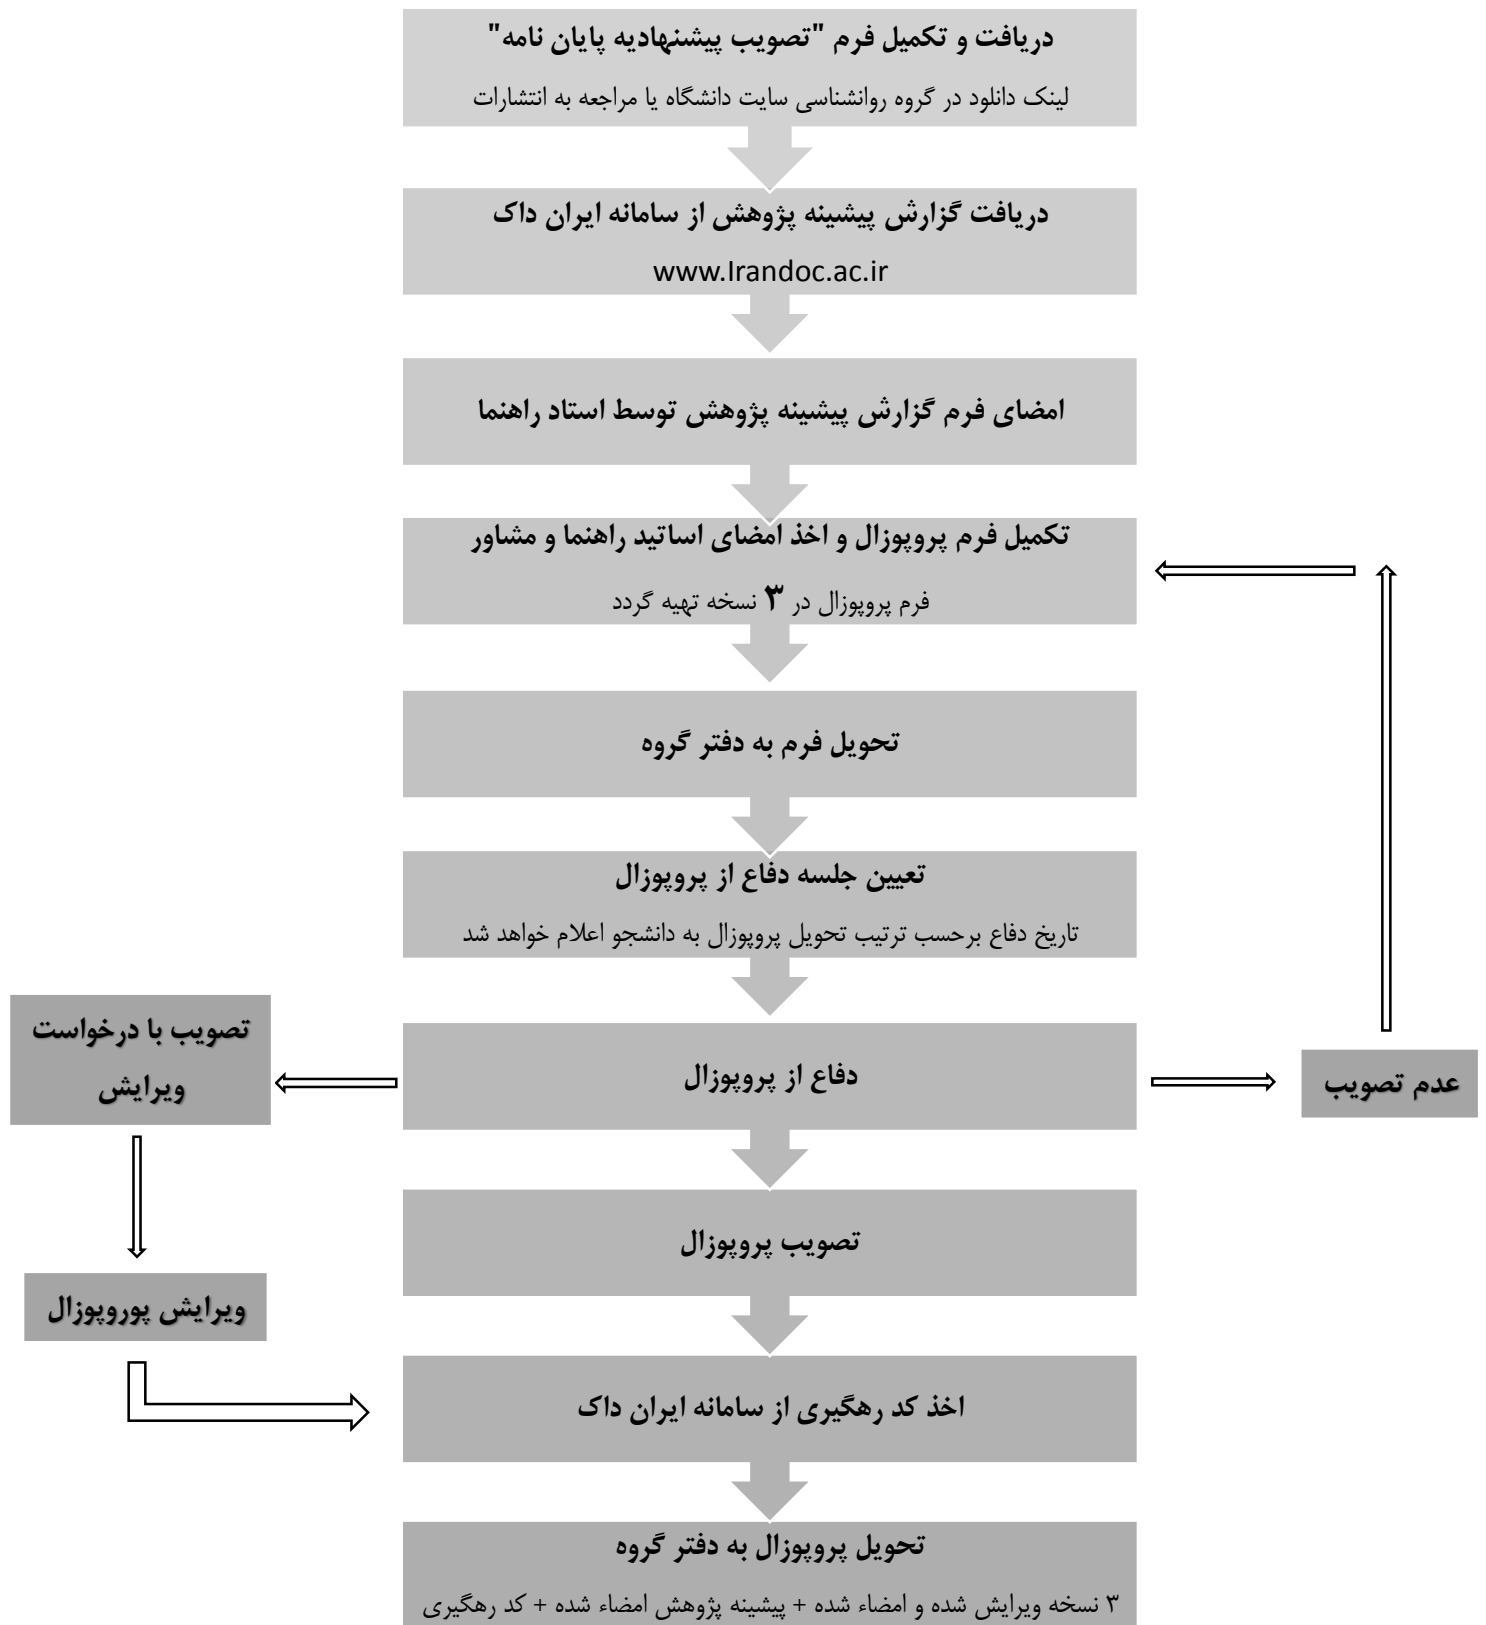 دریافت و تکمیل فرم "تصویب پیشنهادیه پایان نامه"
لینک دانلود در گروه روانشناسی سایت دانشگاه یا مراجعه به انتشارات
دریافت گزارش پیشینه پژوهش از سامانه ایران داک
www.Irandoc.ac.ir
امضای فرم گزارش پیشینه پژوهش توسط استاد راهنما
تکمیل فرم پروپوزال و اخذ امضای اساتید راهنما و مشاور
فرم پروپوزال در ۳ نسخه تهیه گردد
تحویل فرم به دفتر گروه
تعیین جلسه دفاع از پروپوزال
تاریخ دفاع برحسب ترتیب تحویل پروپوزال به دانشجو اعلام خواهد شد
دفاع از پروپوزال
عدم تصویب
تصویب با درخواست
ویرایش
تصویب پروپوزال
ویرایش پوروپوزال
اخذ کد رهگیری از سامانه ایران داک
تحویل پروپوزال به دفتر گروه
۳ نسخه ویرایش شده و امضاء شده + پیشینه پژوهش امضاء شده + کد رهگیری